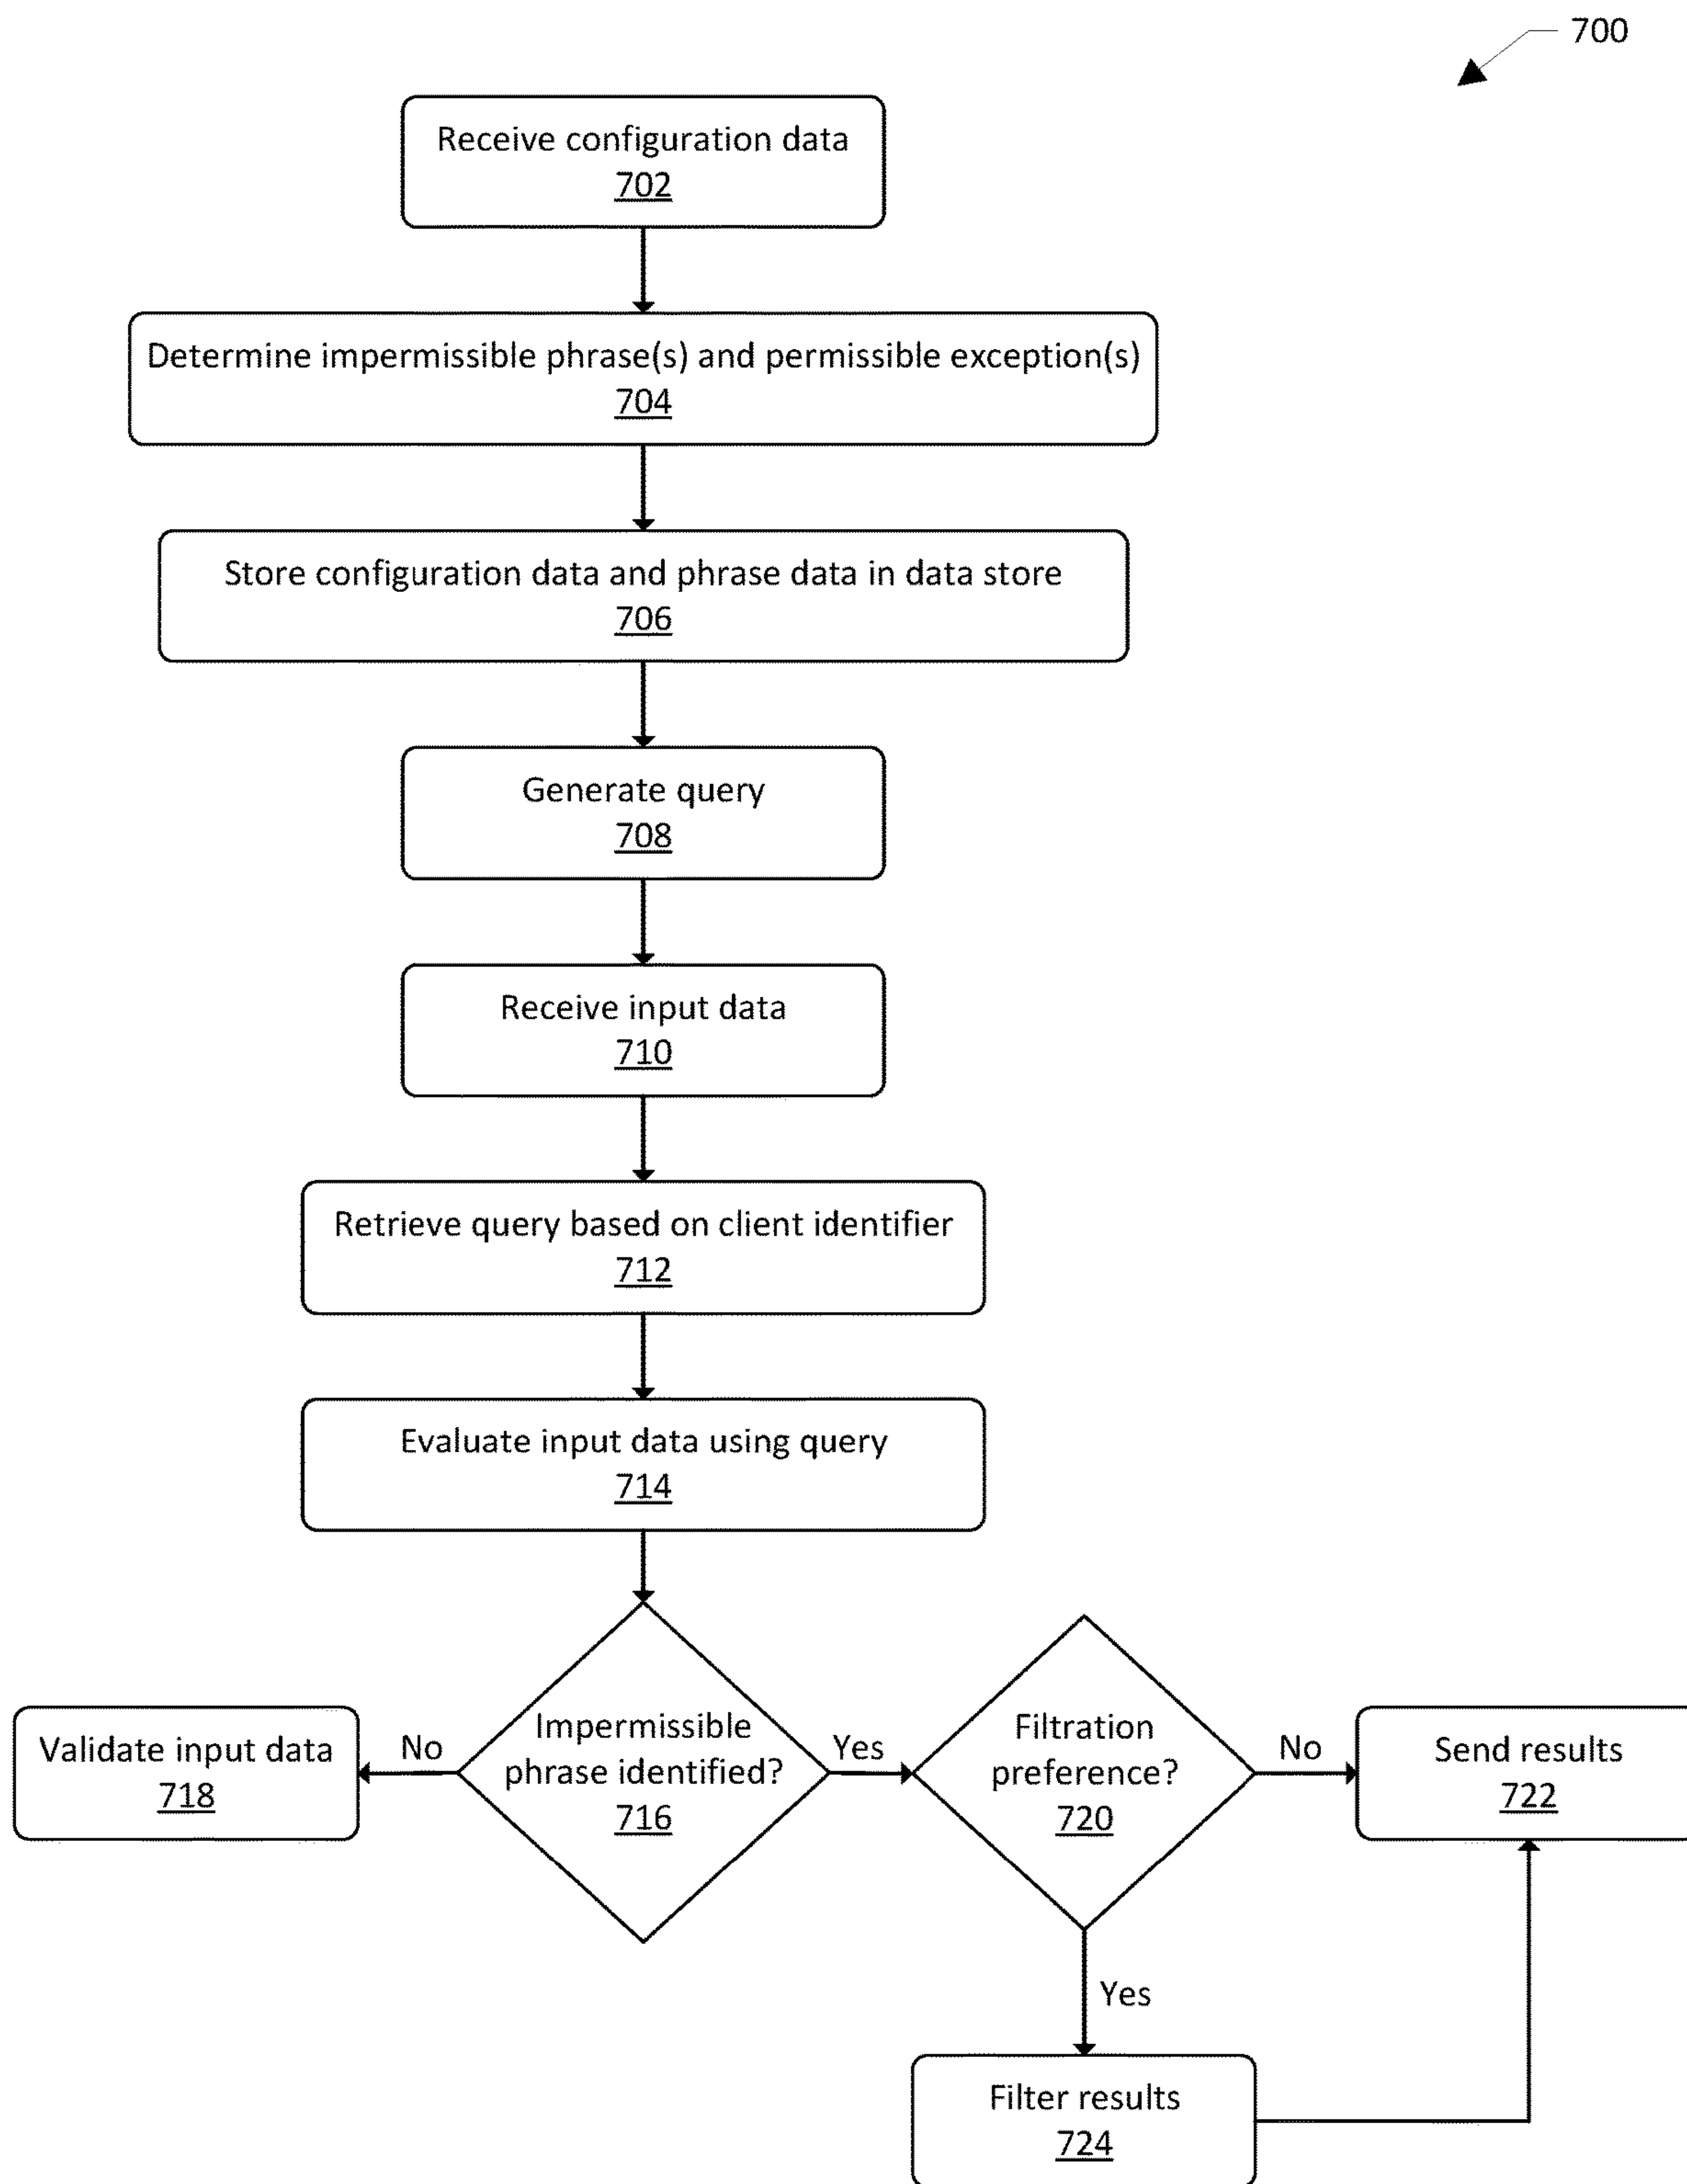 700
Receive configuration data
702
Determine impermissible phrase(s) and permissible exception(s)
704
Store configuration data and phrase data in data store
706
Generate query
708
Receive input data
710
Retrieve query based on client identifier
712
Evaluate input data using query
714
Impermissible
phrase identified?
716
No
Validate input data
718
Yes
Filtration
preference?
720
No
Send results
722
Yes
Filter results
724